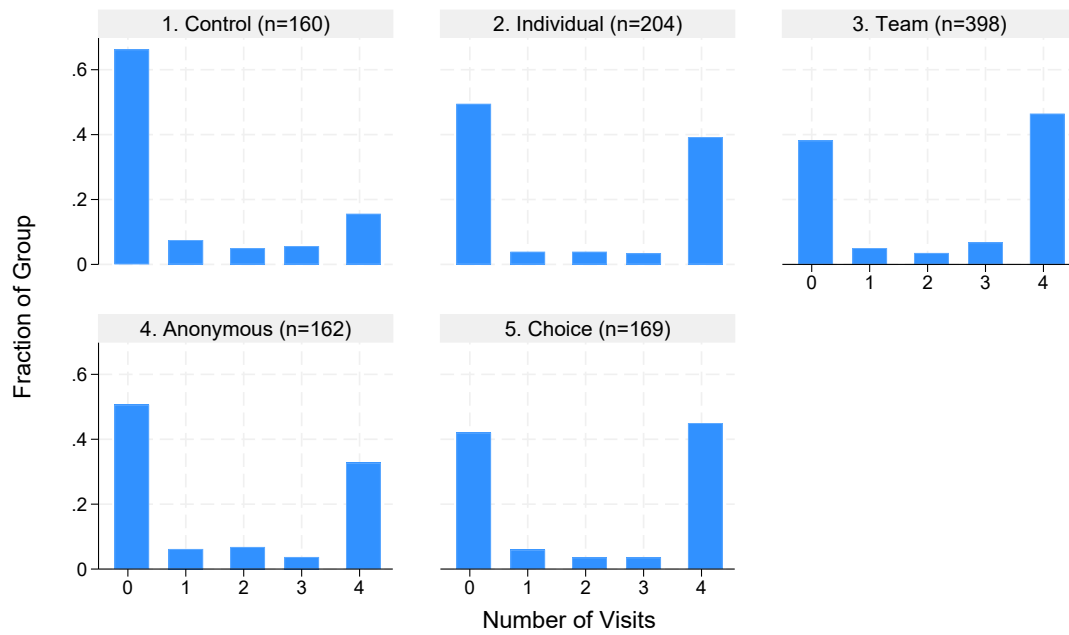 1. Control (n=160)
2. Individual (n=204)
3. Team (n=398)
.6
.4
.2
0
0 1 2 3 4
4. Anonymous (n=162)
5. Choice (n=169)
.6
.4
.2
0
0 1 2 3 4
0 1 2 3 4
Fraction of Group
Number of Visits